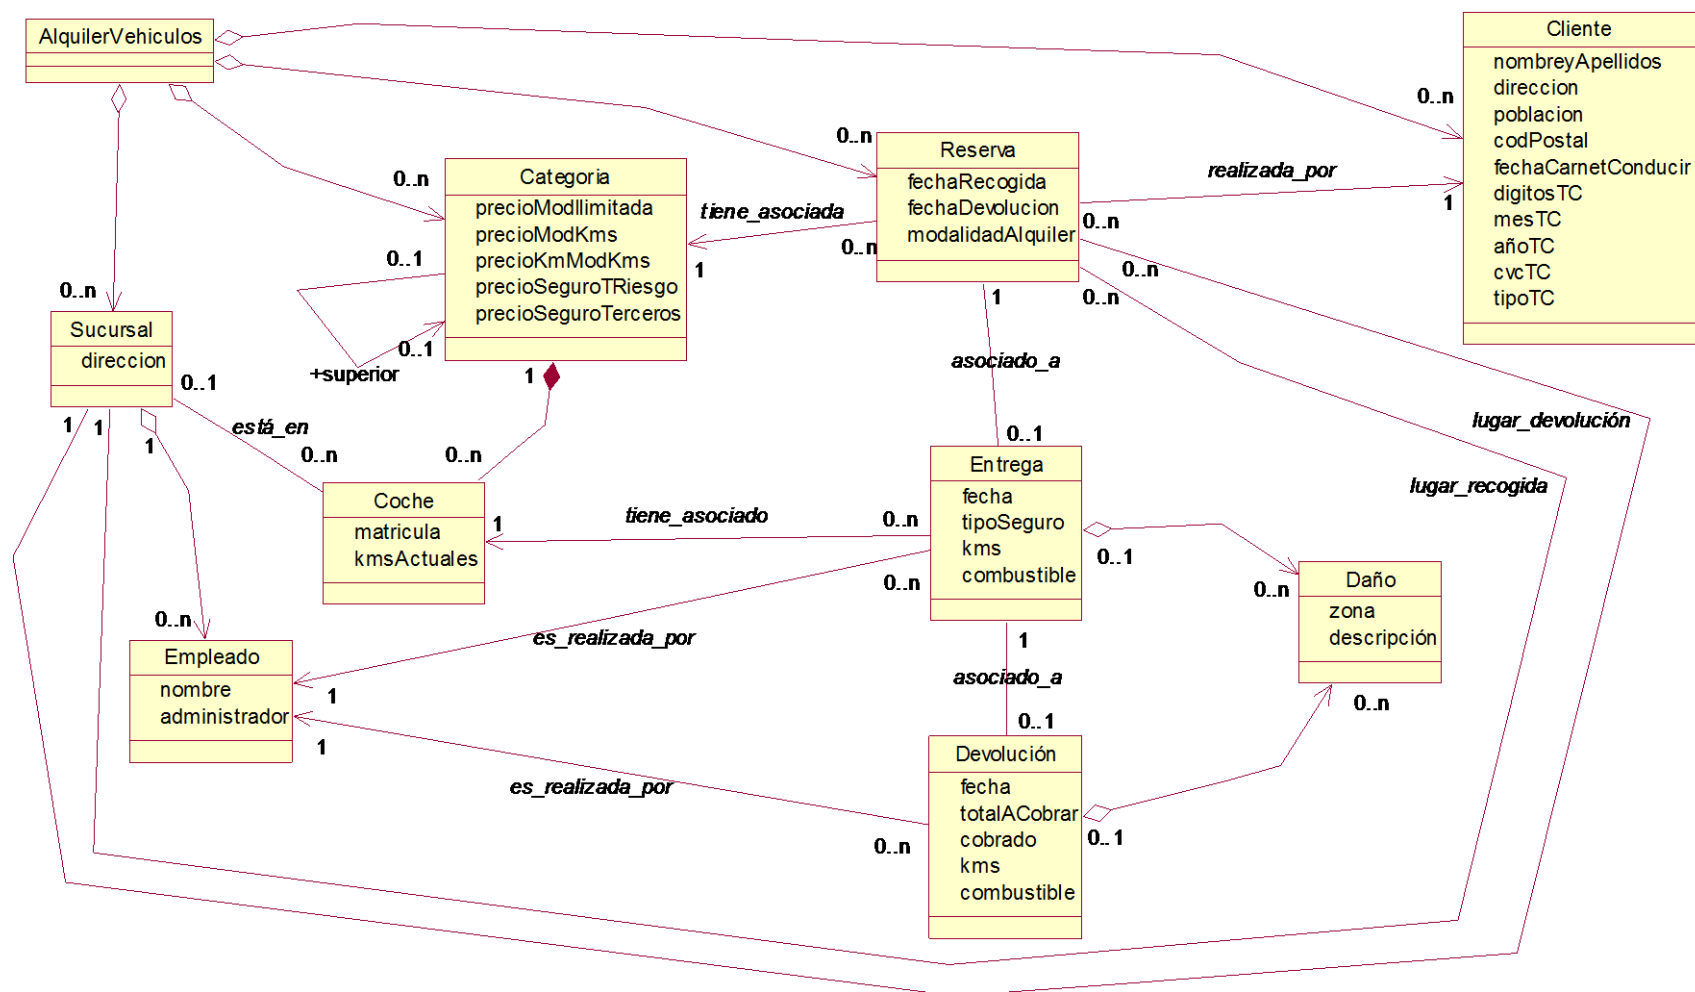 AlquilerVehiculos
Cliente
nombreyApellidos
direccion
poblacion
codPostal
fechaCarnetConducir
digitosTC
mesTC
añoTC
cvcTC
tipoTC
0..n
0..n
Reserva
fechaRecogida
fechaDevolucion
modalidadAlquiler
realizada_por
0..n
1
0..n
Categoria
precioModIlimitada
precioModKms
precioKmModKms
precioSeguroTRiesgo
precioSeguroTerceros
tiene_asociada
0..n
1
0..1
0..1
+superior
0..n
Sucursal
direccion
0..1
1
1
1
está_en
0..n
1
0..n
Coche
matricula
kmsActuales
1
asociado_a
0..1
0..n
0..n
lugar_devolución
lugar_recogida
Entrega
fecha
tipoSeguro
kms
combustible
tiene_asociado
1
0..n
0..n
es_realizada_por
1
0..1
0..n
Daño
zona
descripción
0..n
0..n
Empleado
nombre
administrador
1
1
asociado_a
0..1
Devolución
fecha
totalACobrar
cobrado
kms
combustible
es_realizada_por
0..n
0..1